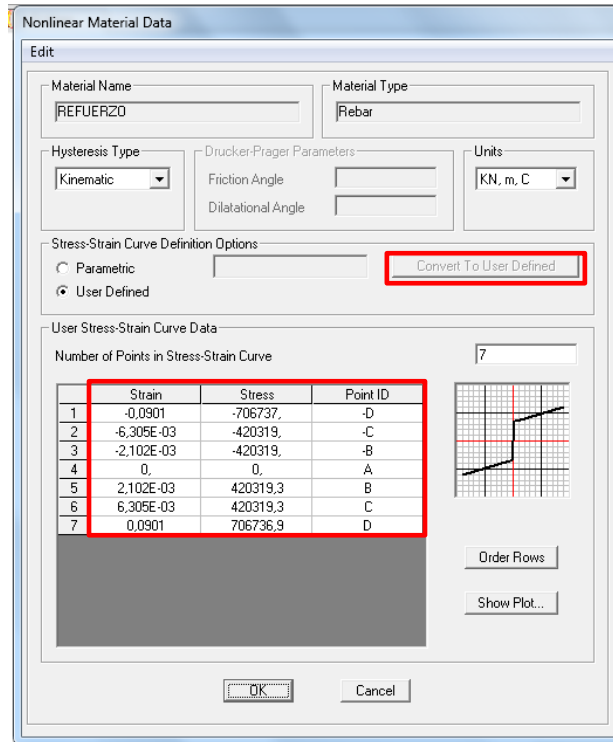 Nonlinear Material Data
Edit
Material Name
Material Type
REFUERZO
Rebar
Hysteresis Type
Drucker-Prager Parameters
Units
Kinematic
Friction Angle
KN, m, C
Dilatational Angle
Stress-Strain Curve Definition Options
Parametric
Convert To User Defined
User Defined
User Stress-Strain Curve Data
Number of Points in Stress-Strain Curve
7
Strain Stress Point ID
1 -0,0901 -706737, -D
2 -6,305E-03 -420319, -C
3 -2,102E-03 -420319, -B
4 0, 0, A
5 2,102E-03 420319,3 B
6 6,305E-03 420319,3 C
7 0,0901 706736,9 D
Order Rows
Show Plot...
OK
Cancel